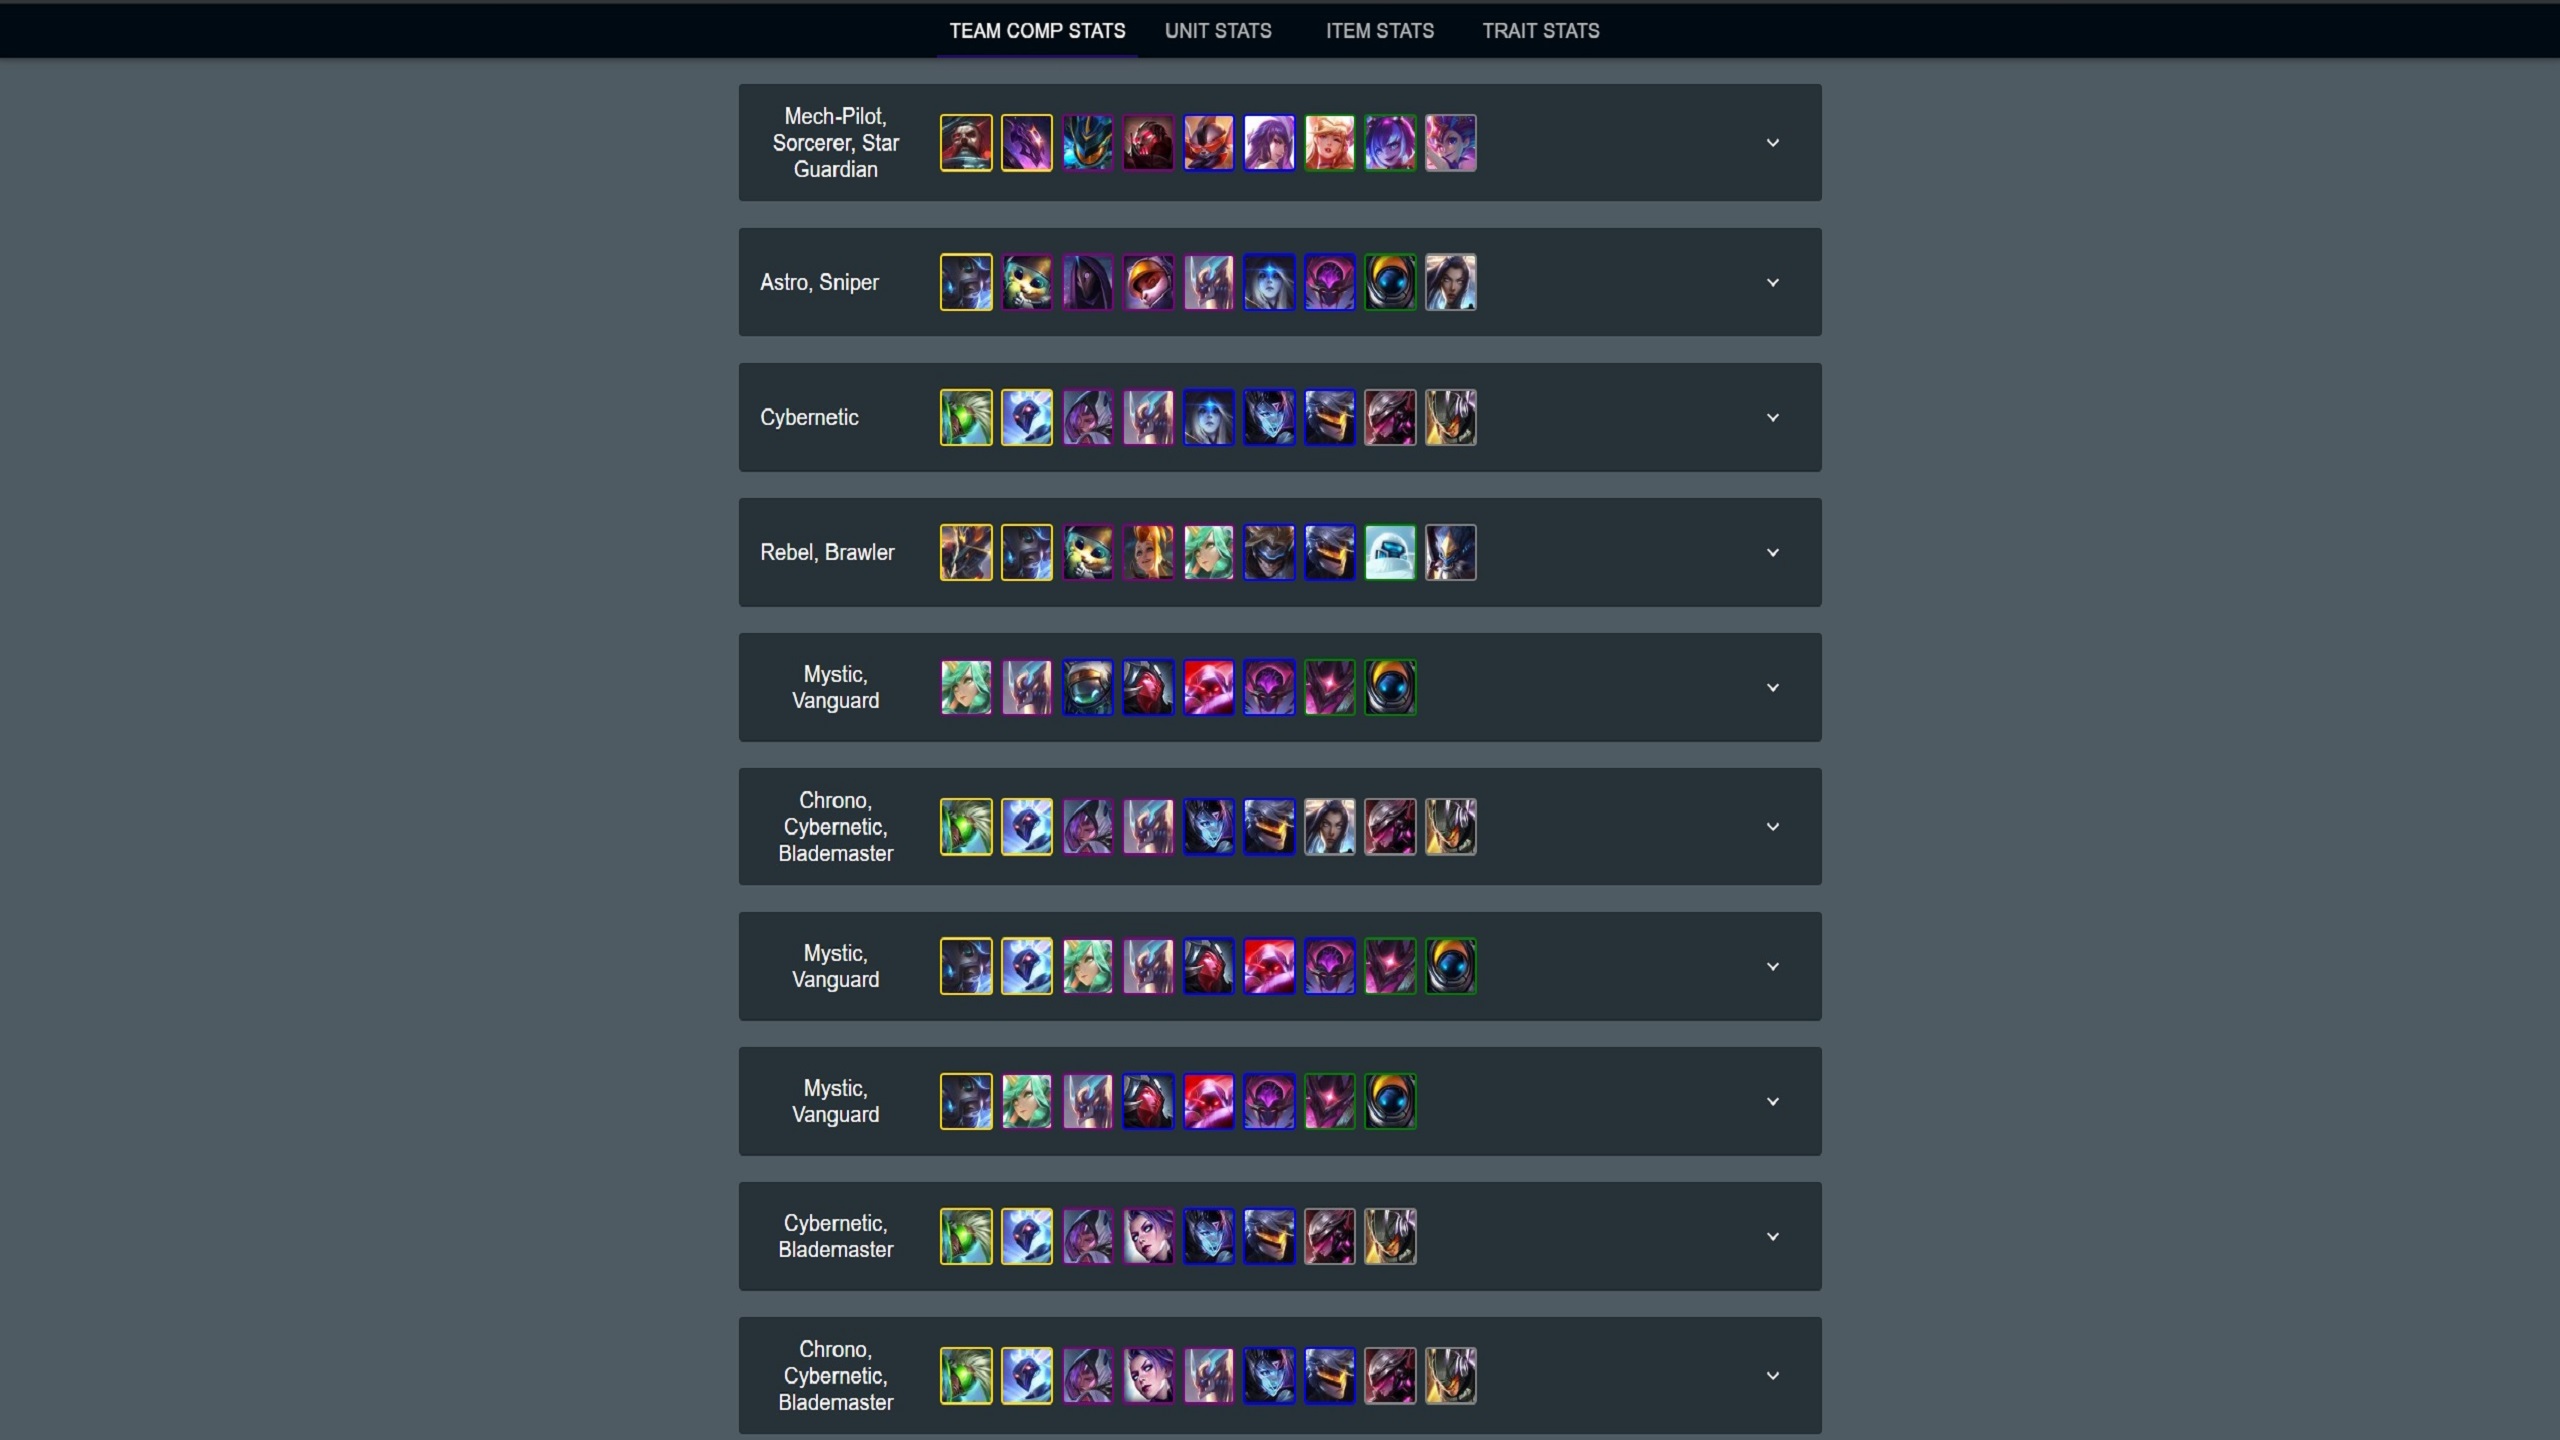 TEAM COMP STATS UNIT STATS ITEM STATS TRAIT STATS
Mech-Pilot,
Sorcerer, Star
Guardian
Astro, Sniper
Cybernetic
Rebel, Brawler
Mystic,
Vanguard
Chrono,
Cybernetic,
Blademaster
Mystic,
Vanguard
Mystic,
Vanguard
Cybernetic,
Blademaster
Chrono,
Cybernetic,
Blademaster